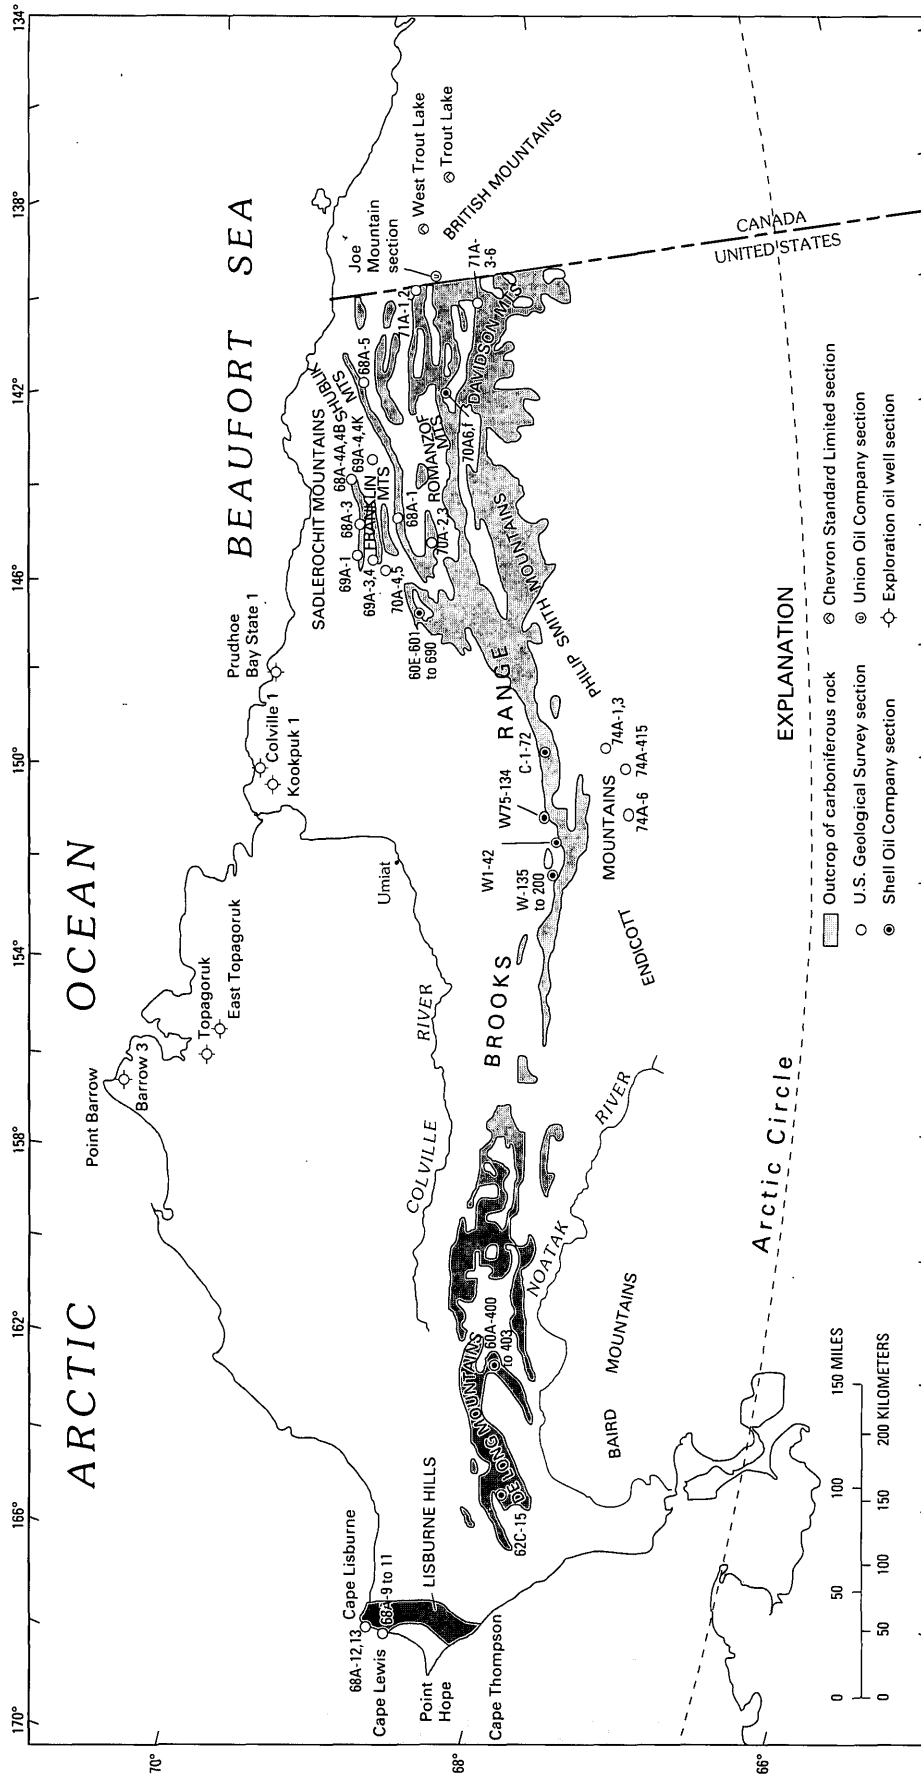 170°
166°
162°
158°
154°
150°
146°
142°
138°
134°
70°
68°
66°
ARCTIC OCEAN
BEAUFORT SEA
Point Barrow
Barrow 3
Topagoruk
East Topagoruk
Colville 1
Kookpuk 1
Prudhoe
Bay State 1
Umiat
COLVILLE RIVER
Cape Lisburne
68A-12,13
Cape Lewis
68A-9 to 11
LISBURNE HILLS
Point
Hope
Cape Thompson
62C-15
DE LONG MOUNTAINS
60A-400
to 403
NOATAK RIVER
BAIRD MOUNTAINS
BROOKS RANGE
ENDICOTT MOUNTAINS
W-135
to 200
W1-42
W75-134
C-1-72
74A-6
74A-415
74A-1,3
PHILIP SMITH MOUNTAINS
60E-601
to 690
SADLEROCHIT MOUNTAINS
69A-1
69A-3,4
70A-4,5
68A-3
68A-4A,4B
69A-4,4K
FRANKLIN
MTS
SHUBLIK
MTS
68A-5
68A-1
70A-2,3
ROMANZOF
MTS
70A6,f
DAVIDSON MTS
71A-1,2
71A-
3-6
Joe
Mountain
section
West Trout Lake
Trout Lake
BRITISH MOUNTAINS
CANADA
UNITED STATES
Arctic Circle
0 50 100 150 MILES
0 50 100 150 200 KILOMETERS
EXPLANATION
Outcrop of carboniferous rock
U.S. Geological Survey section
Shell Oil Company section
Chevron Standard Limited section
Union Oil Company section
Exploration oil well section